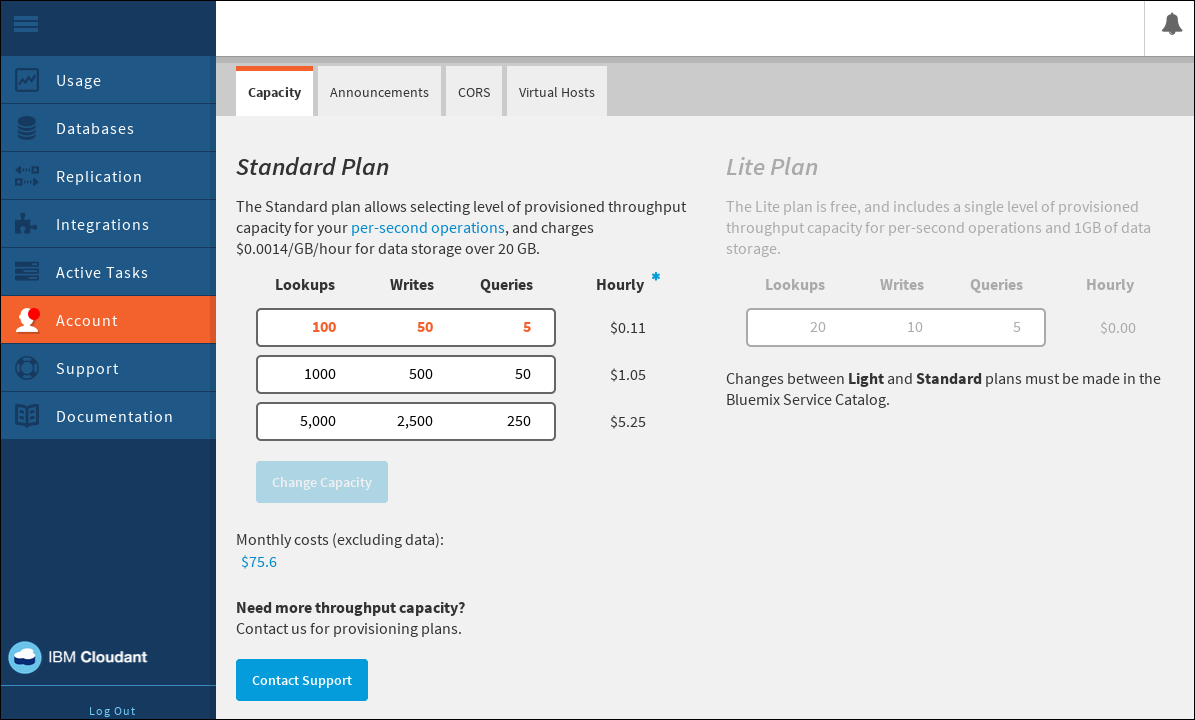 Usage
Databases
Replication
Integrations
Active Tasks
Account
Support
Documentation
IBM Cloudant
Log Out
Capacity
Announcements
CORS
Virtual Hosts
Standard Plan
The Standard plan allows selecting level of provisioned throughput
capacity for your per-second operations, and charges
$0.0014/GB/hour for data storage over 20 GB.
Lookups Writes Queries Hourly *
100 50 5 $0.11
1000 500 50 $1.05
5,000 2,500 250 $5.25
Change Capacity
Monthly costs (excluding data):
$75.6
Need more throughput capacity?
Contact us for provisioning plans.
Contact Support
Lite Plan
The Lite plan is free, and includes a single level of provisioned
throughput capacity for per-second operations and 1GB of data
storage.
Lookups Writes Queries Hourly
20 10 5 $0.00
Changes between Light and Standard plans must be made in the
Bluemix Service Catalog.